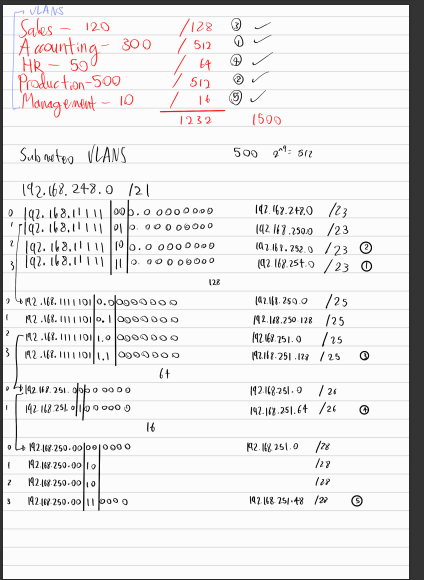 VLANS
Sales - 120 /128 ③ ✓
Accounting - 300 / 512 ① ✓
HR - 50 / 64 ④ ✓
Production-500 / 512 ② ✓
Management - 10 / 16 ⑤ ✓
1232 1500
VLANS 500 2^9 = 512
192.168.248.0 /21
0 192.168.11111|00|0.00000000 192.168.248.0 /23
1 192.168.11111|01|0.00000000 192.168.250.0 /23
2 192.168.11111|10|0.00000000 192.168.252.0 /23 ②
3 192.168.11111|11|0.00000000 192.168.254.0 /23 ①
128
0 192.168.1111101|0.0|0000000 192.168.250.0 /25
1 192.168.1111101|0.1|0000000 192.168.250.128 /25
2 192.168.1111101|1.0|0000000 192.168.251.0 /25
3 192.168.1111101|1.1|0000000 192.168.251.128 /25 ③
64
0 192.168.251.0|0|000000 192.168.251.0 /26
1 192.168.251.0|1|000000 192.168.251.64 /26 ④
16
0 192.168.250.00|00|0000 192.168.251.0 /28
1 192.168.250.00|10| /28
2 192.168.250.00|10| /28
3 192.168.250.00|11|0000 192.168.251.48 /28 ⑤